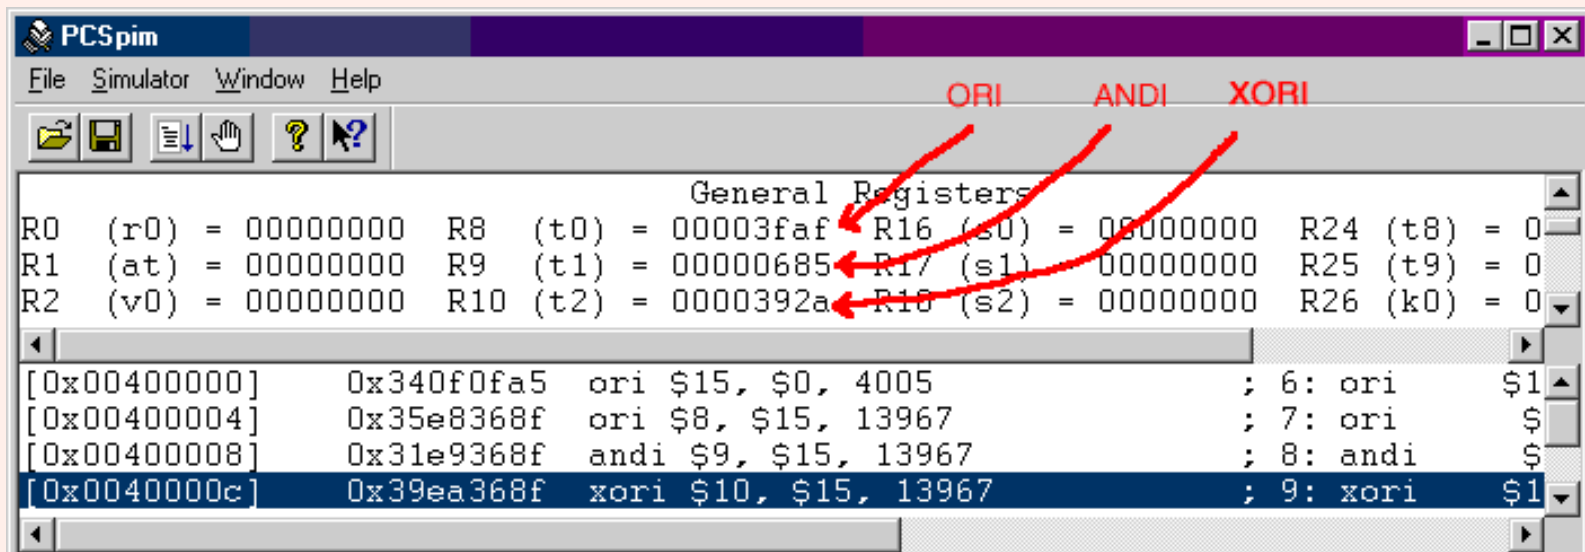 PCSpim
File Simulator Window Help
ORI ANDI XORI
General Registers
R0 (r0) = 00000000 R8 (t0) = 00003faf R16 (s0) = 00000000 R24 (t8) = 0
R1 (at) = 00000000 R9 (t1) = 00000685 R17 (s1) = 00000000 R25 (t9) = 0
R2 (v0) = 00000000 R10 (t2) = 0000392a R18 (s2) = 00000000 R26 (k0) = 0
[0x00400000] 0x340f0fa5 ori $15, $0, 4005 ; 6: ori $1
[0x00400004] 0x35e8368f ori $8, $15, 13967 ; 7: ori $
[0x00400008] 0x31e9368f andi $9, $15, 13967 ; 8: andi $
[0x0040000c] 0x39ea368f xori $10, $15, 13967 ; 9: xori $1